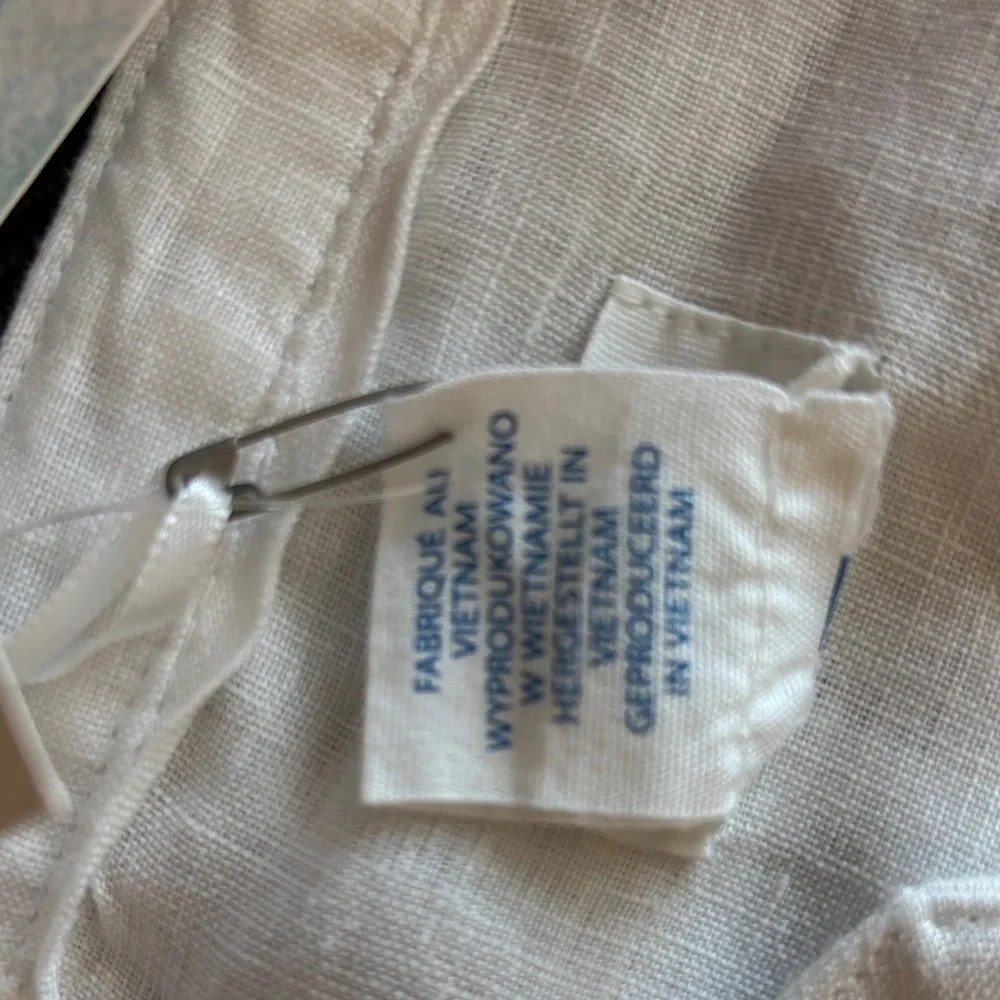 FABRIQUÉ AU
VIETNAM
WYPRODUKOWANO
W WIETNAMIE
HERGESTELLT IN
VIETNAM
GEPRODUCEERD
IN VIETNAM